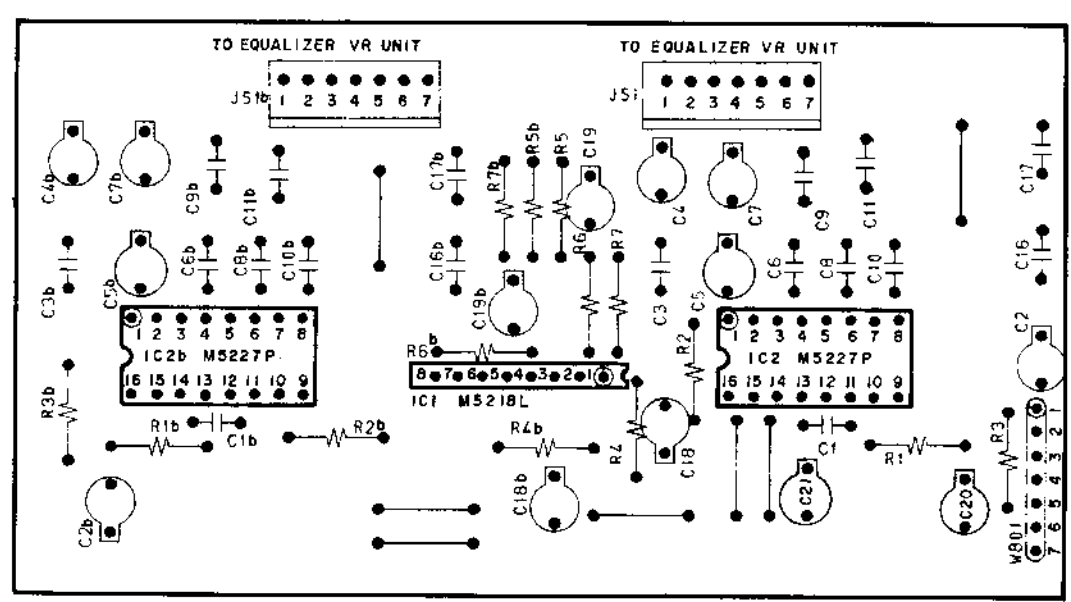 TO EQUALIZER VR UNIT
TO EQUALIZER VR UNIT
JS1b
1 2 3 4 5 6 7
JS1
1 2 3 4 5 6 7
C4b
C7b
C9b
C11b
C17b
R7b
R5b
R5
C19
C4
C7
C9
C11
C17
C3b
C5b
C6b
C8b
C10b
C16b
C19b
R6
R7
C3
C5
C6
C8
C10
C16
C2
1 2 3 4 5 6 7 8
IC2b M5227P
16 15 14 13 12 11 10 9
R6b
8 7 6 5 4 3 2 1
IC1 M5218L
R2
1 2 3 4 5 6 7 8
IC2 M5227P
16 15 14 13 12 11 10 9
R3b
R1b
C1b
R2b
R4b
R4
C18
C1
R1
R3
1
2
3
4
5
6
7
W801
C2b
C18b
C21
C20